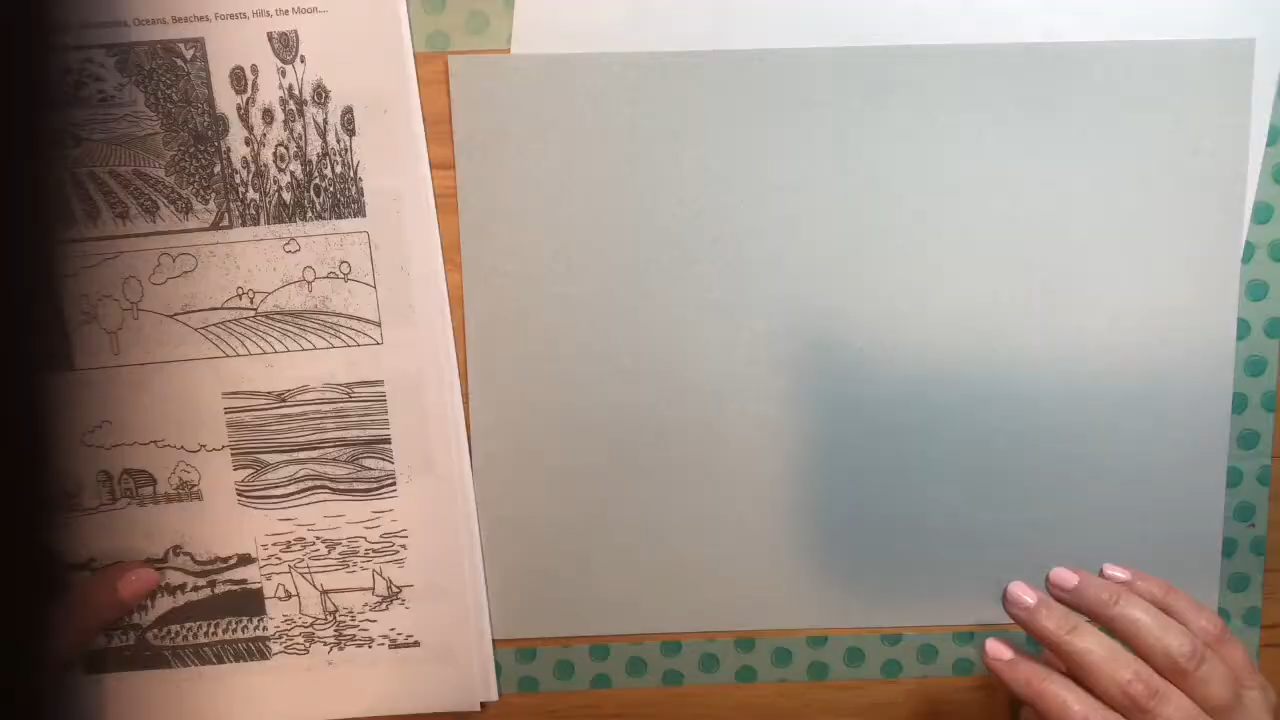 Oceans, Beaches, Forests, Hills, the Moon....